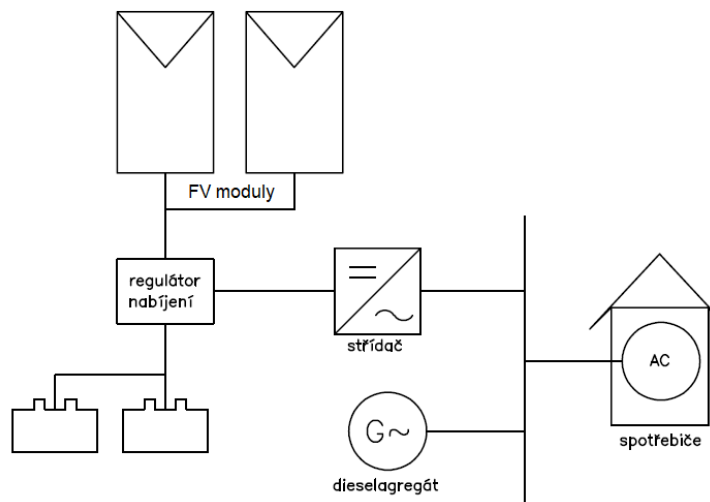 FV moduly
regulátor
nabíjení
střídač
AC
G~
spotřebiče
dieselagregát